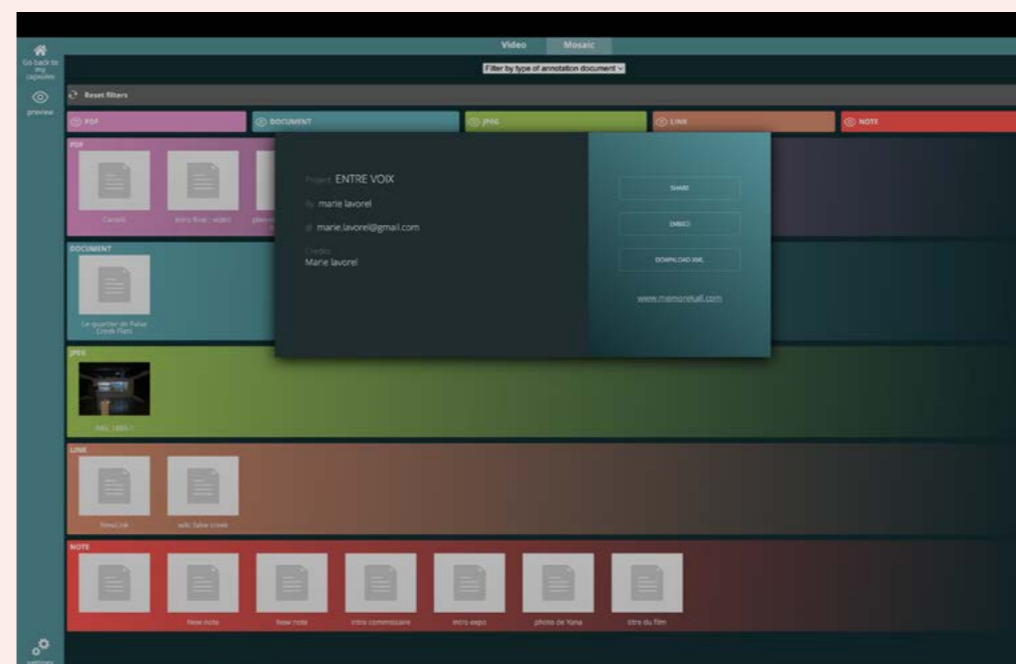 Video Mosaic
Go back to
my
capsules
Filter by type of annotation document
Reset filters
preview
PDF DOCUMENT JPEG LINK NOTE
PDF
Project ENTRE VOIX
By marie lavorel
@ marie.lavorel@gmail.com
Credits
Marie lavorel
SHARE
EMBED
DOWNLOAD XML
www.memorekall.com
DOCUMENT
Le quartier de False
Creek Flats
JPEG
LINK
NewLink wiki false creek
NOTE
New note New note intro commissaire intro expo photo de Yana titre du film
settings